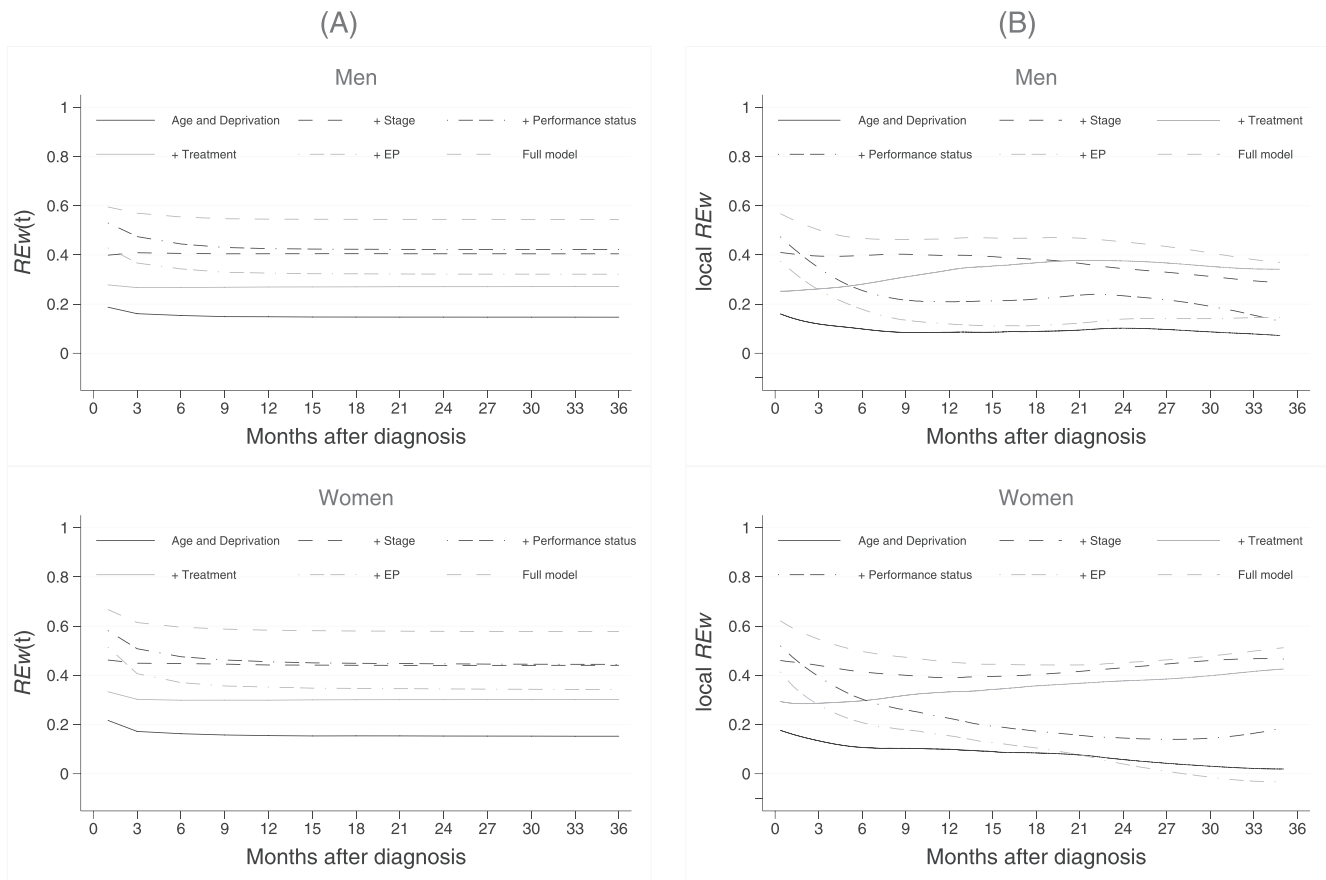 (A)
Men
REw(t)
1
0.8
0.6
0.4
0.2
0
Age and Deprivation + Stage + Performance status
+ Treatment + EP Full model
0 3 6 9 12 15 18 21 24 27 30 33 36
Months after diagnosis
Women
REw(t)
1
0.8
0.6
0.4
0.2
0
Age and Deprivation + Stage + Performance status
+ Treatment + EP Full model
0 3 6 9 12 15 18 21 24 27 30 33 36
Months after diagnosis
(B)
Men
local REw
1
0.8
0.6
0.4
0.2
0
Age and Deprivation + Stage + Treatment
+ Performance status + EP Full model
0 3 6 9 12 15 18 21 24 27 30 33 36
Months after diagnosis
Women
local REw
1
0.8
0.6
0.4
0.2
0
Age and Deprivation + Stage + Treatment
+ Performance status + EP Full model
0 3 6 9 12 15 18 21 24 27 30 33 36
Months after diagnosis